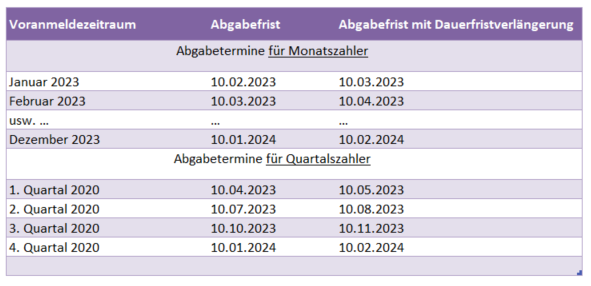 Voranmeldezeitraum Abgabefrist Abgabefrist mit Dauerfristverlängerung
Abgabetermine für Monatszahler
Januar 2023 10.02.2023 10.03.2023
Februar 2023 10.03.2023 10.04.2023
usw. … … …
Dezember 2023 10.01.2024 10.02.2024
Abgabetermine für Quartalszahler
1. Quartal 2020 10.04.2023 10.05.2023
2. Quartal 2020 10.07.2023 10.08.2023
3. Quartal 2020 10.10.2023 10.11.2023
4. Quartal 2020 10.01.2024 10.02.2024